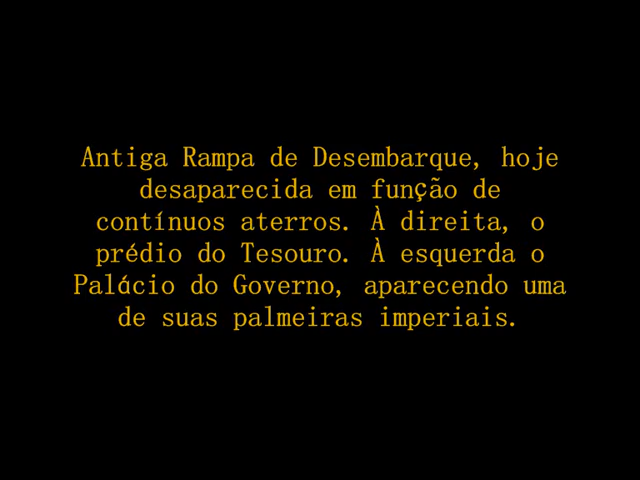 Antiga Rampa de Desembarque, hoje
desaparecida em função de
contínuos aterros. À direita, o
prédio do Tesouro. À esquerda o
Palácio do Governo, aparecendo uma
de suas palmeiras imperiais.